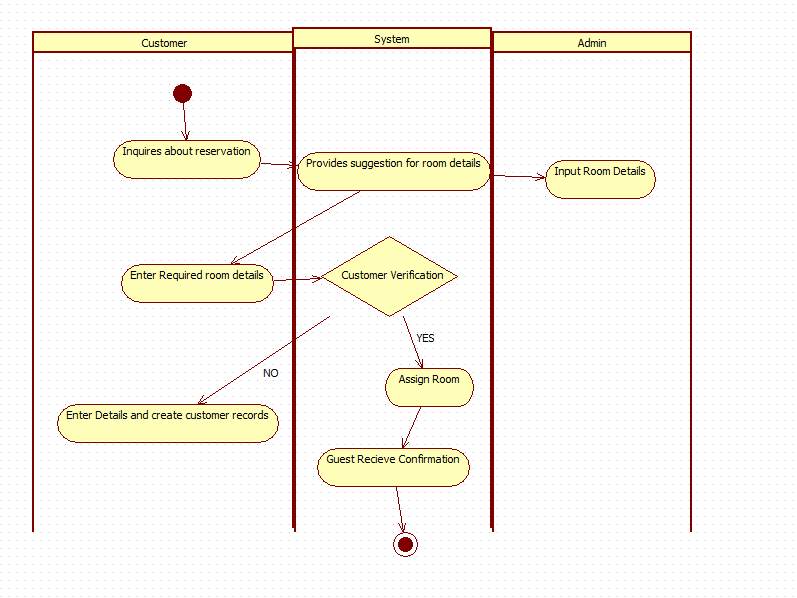 Customer
System
Admin
Inquires about reservation
Provides suggestion for room details
Input Room Details
Enter Required room details
Customer Verification
YES
NO
Assign Room
Enter Details and create customer records
Guest Recieve Confirmation